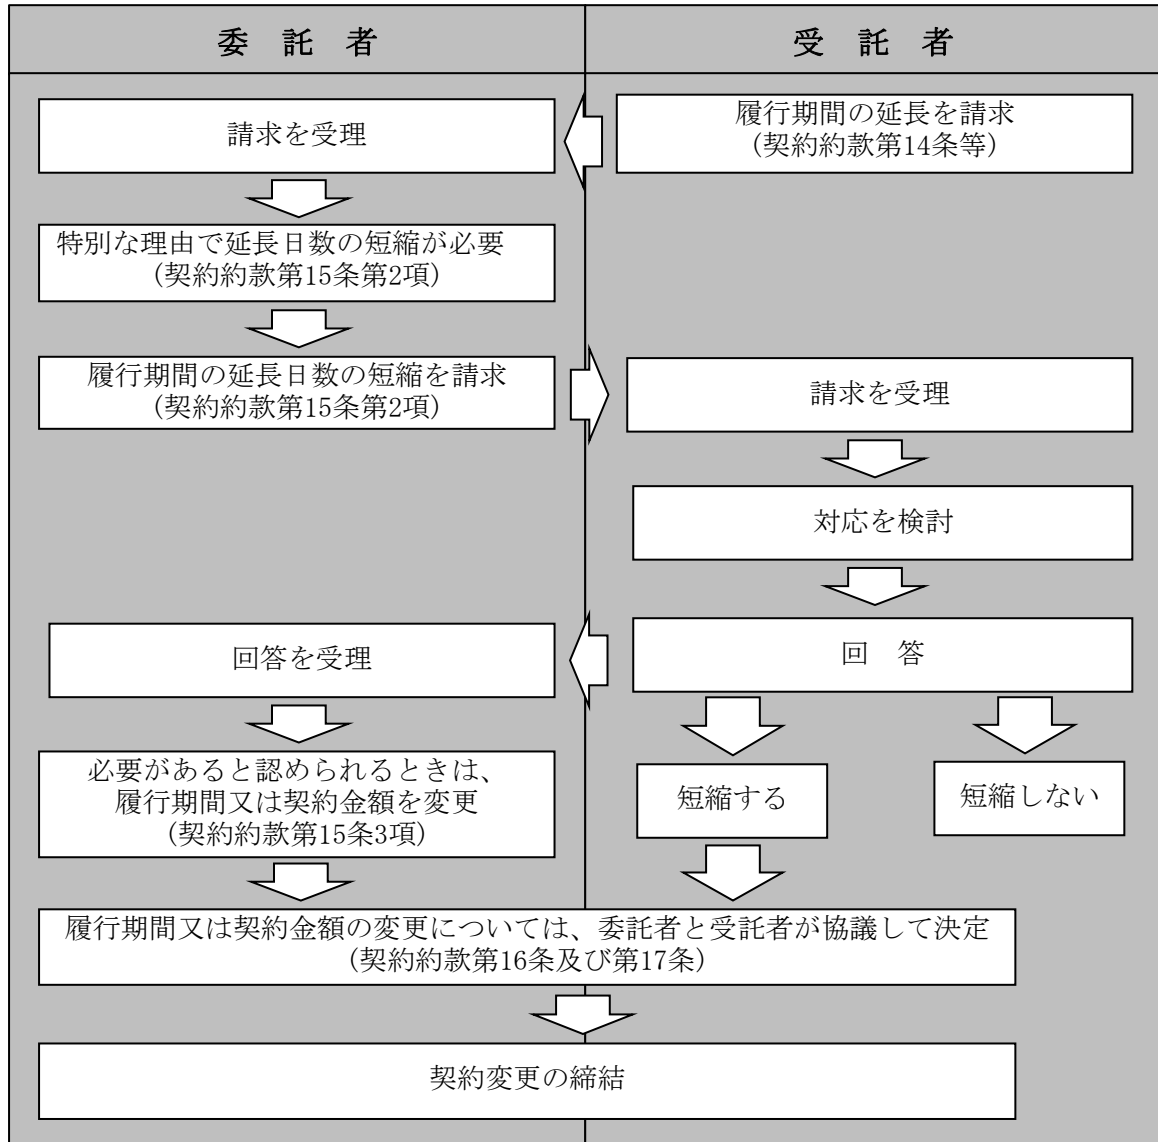 委 託 者
受 託 者
履行期間の延長を請求
(契約約款第14条等)
請求を受理
特別な理由で延長日数の短縮が必要
(契約約款第15条第2項)
履行期間の延長日数の短縮を請求
(契約約款第15条第2項)
請求を受理
対応を検討
回 答
回答を受理
短縮する
短縮しない
必要があると認められるときは、
履行期間又は契約金額を変更
(契約約款第15条3項)
履行期間又は契約金額の変更については、委託者と受託者が協議して決定
(契約約款第16条及び第17条)
契約変更の締結